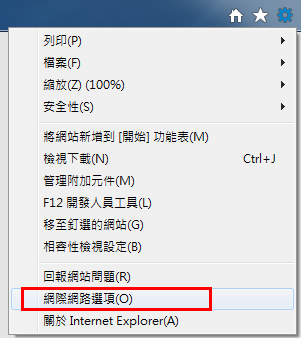 列印(P)
檔案(F)
縮放(Z) (100%)
安全性(S)
將網站新增到 [開始] 功能表(M)
檢視下載(N) Ctrl+J
管理附加元件(M)
F12 開發人員工具(L)
移至釘選的網站(G)
相容性檢視設定(B)
回報網站問題(R)
網際網路選項(O)
關於 Internet Explorer(A)